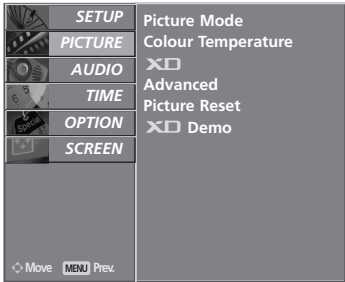 SETUP
PICTURE
AUDIO
TIME
OPTION
SCREEN
Move MENU Prev.
Picture Mode
Colour Temperature
XD
Advanced
Picture Reset
XD Demo